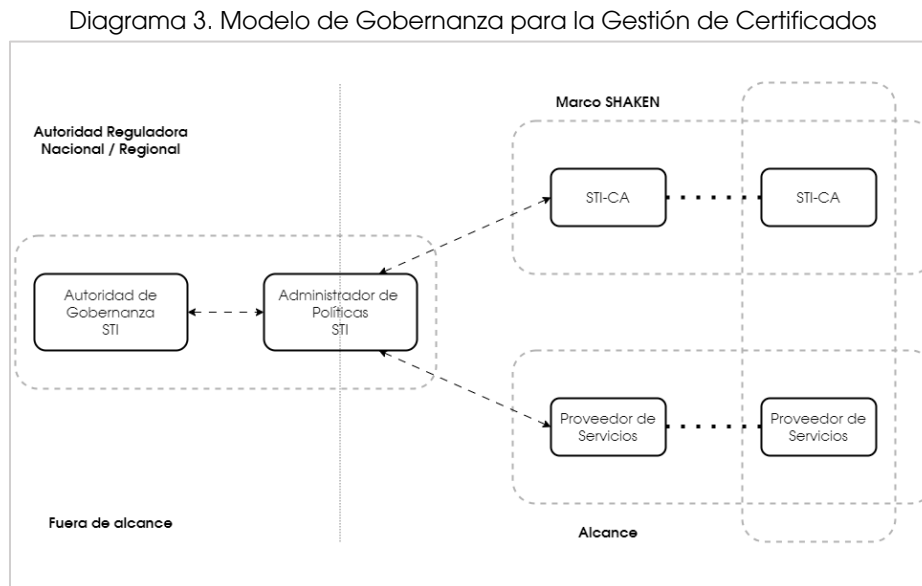 Diagrama 3. Modelo de Gobernanza para la Gestión de Certificados
Marco SHAKEN
Autoridad Reguladora
Nacional / Regional
STI-CA
STI-CA
Autoridad de
Gobernanza
STI
Administrador de
Políticas
STI
Proveedor de
Servicios
Proveedor de
Servicios
Fuera de alcance
Alcance